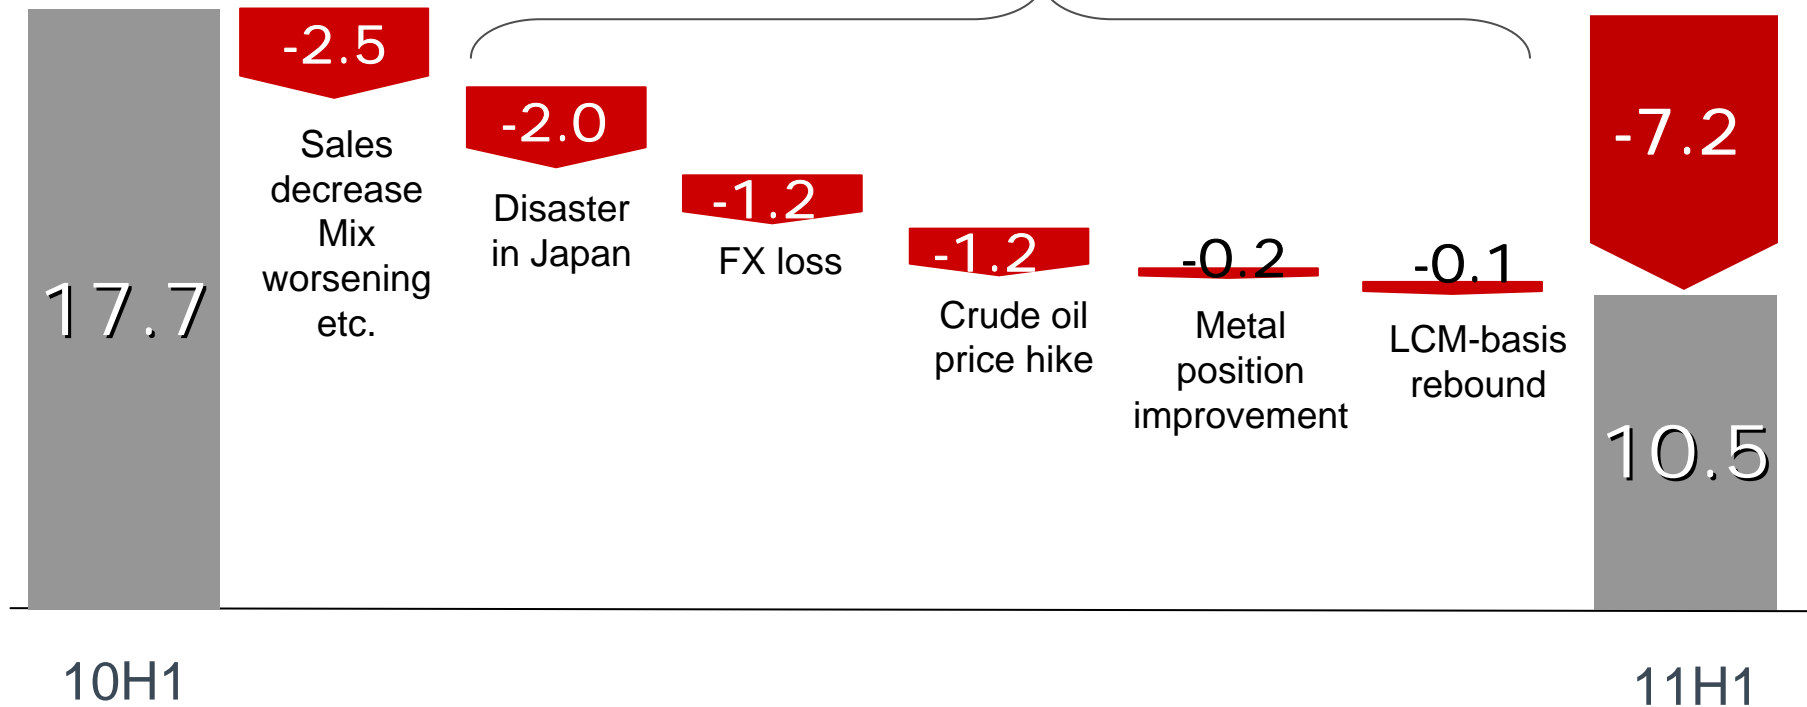 17.7
-2.5
Sales
decrease
Mix
worsening
etc.
-2.0
Disaster
in Japan
-1.2
FX loss
-1.2
Crude oil
price hike
-0.2
Metal
position
improvement
-0.1
LCM-basis
rebound
-7.2
10.5
10H1
11H1